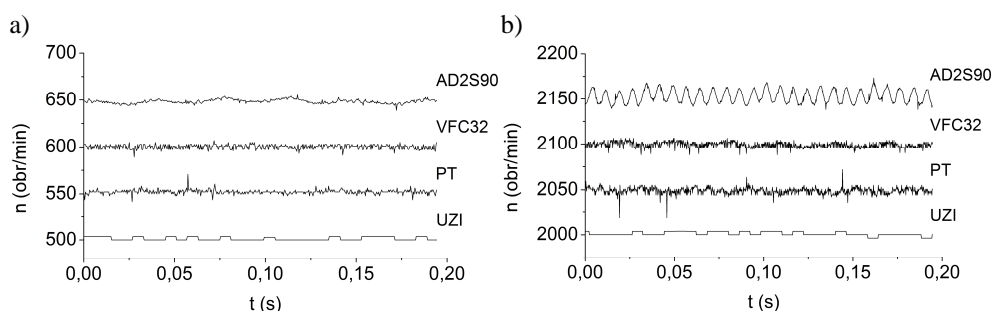 a)
700
650
600
550
500
n (obr/min)
AD2S90
VFC32
PT
UZI
0,00 0,05 0,10 0,15 0,20
t (s)
b)
2200
2150
2100
2050
2000
n (obr/min)
AD2S90
VFC32
PT
UZI
0,00 0,05 0,10 0,15 0,20
t (s)